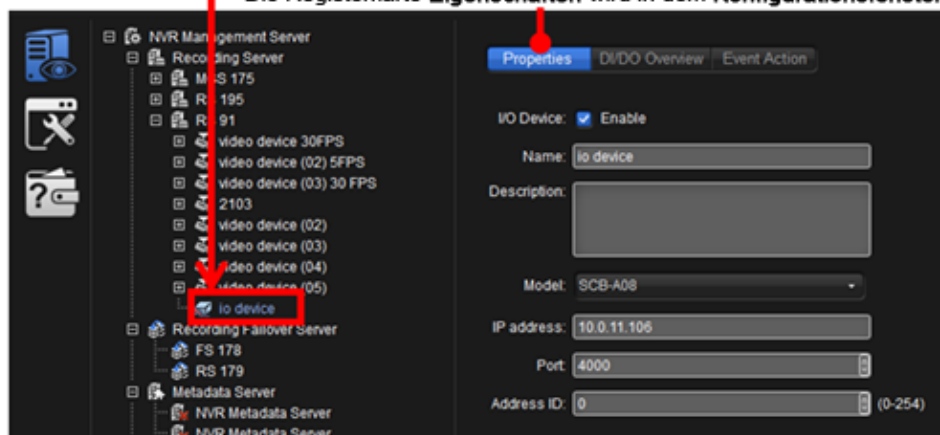 Die Registerkarte Eigenschaften wird in dem Konfigurationsfenster
NVR Management Server
Recording Server
175
195
91
video device 30FPS
video device (02) 5FPS
video device (03) 30 FPS
2103
video device (02)
video device (03)
video device (04)
video device (05)
io device
Recording Failover Server
FS 178
RS 179
Metadata Server
NVR Metadata Server
NVR Metadata Server
Properties DI/DO Overview Event Action
I/O Device: Enable
Name: io device
Description:
Model: SCB-A08
IP address: 10.0.11.106
Port: 4000
Address ID: 0 (0-254)